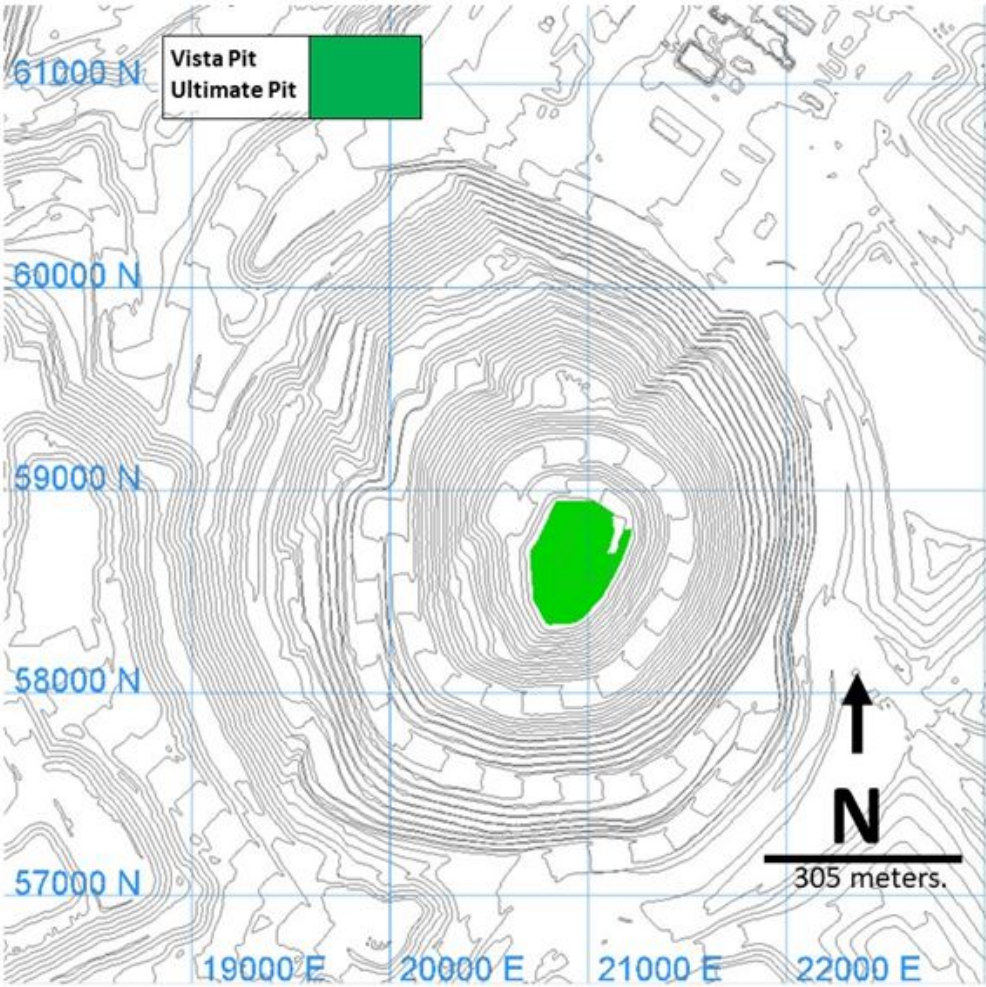 61000 N
Vista Pit
Ultimate Pit
60000 N
59000 N
58000 N
N
305 meters.
57000 N
19000 E
20000 E
21000 E
22000 E